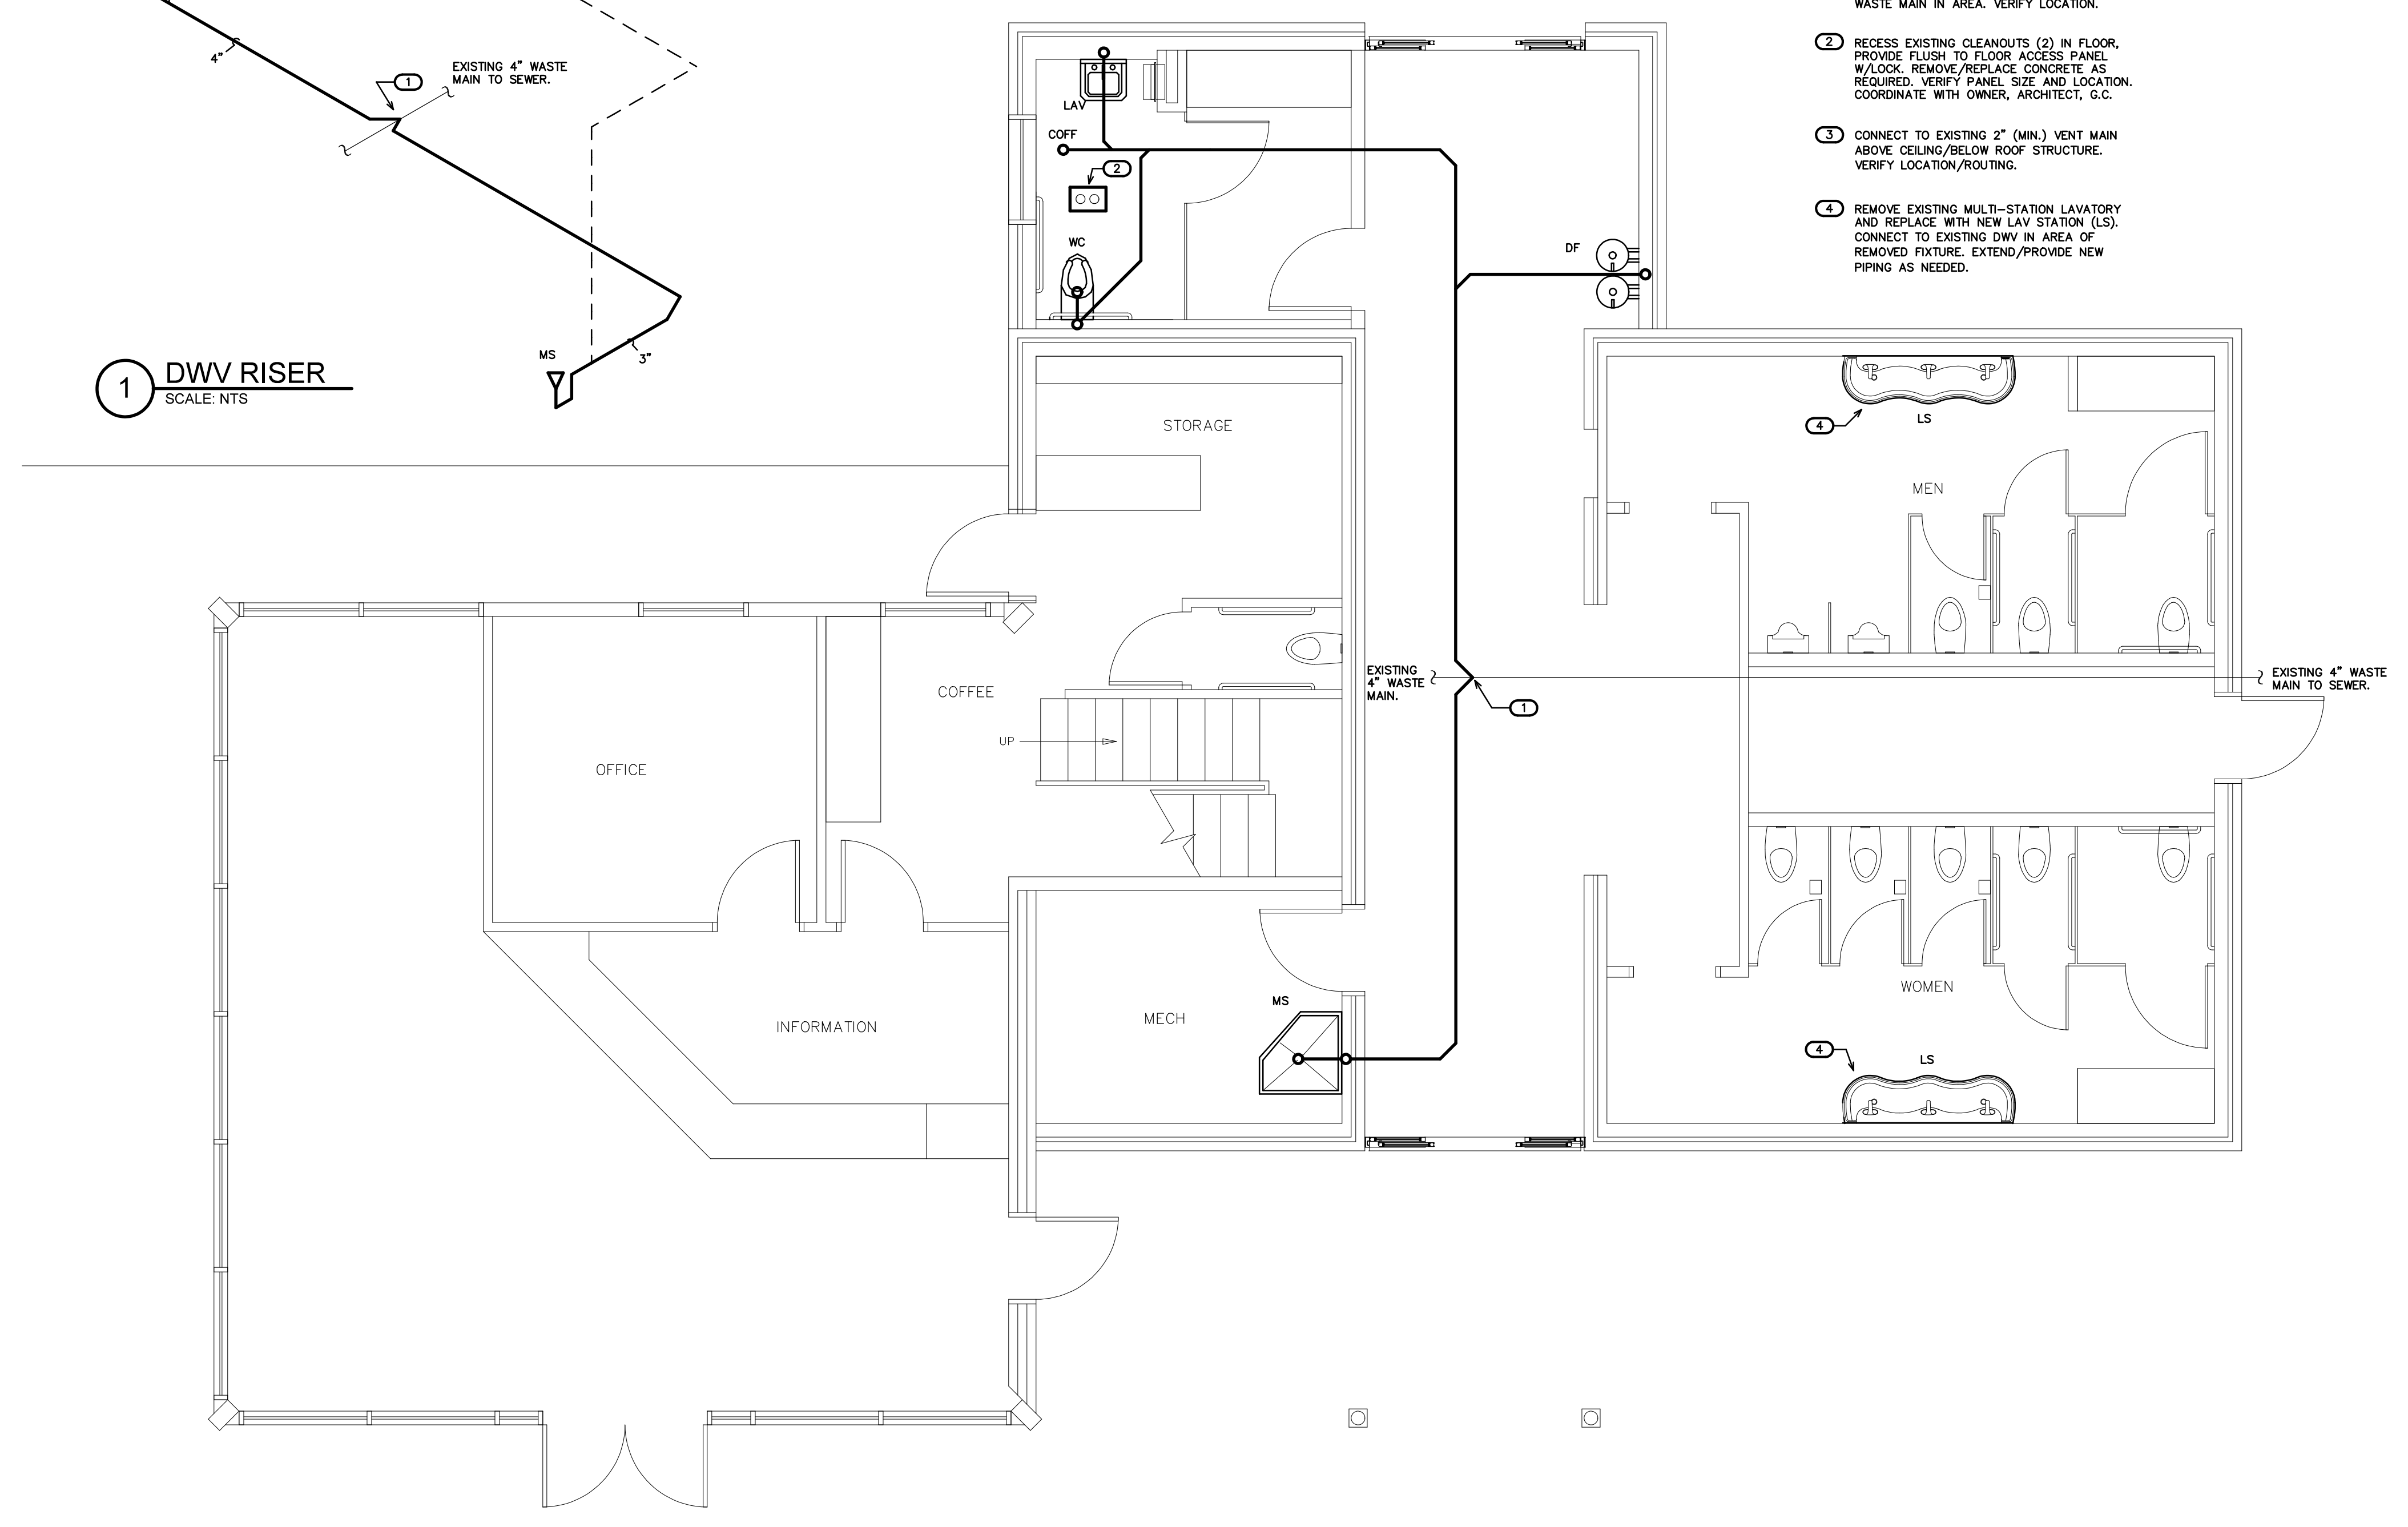 4"
1
EXISTING 4" WASTE
MAIN TO SEWER.
MS
3"
1
DWV RISER
SCALE: NTS
WASTE MAIN IN AREA. VERIFY LOCATION.
2
RECESS EXISTING CLEANOUTS (2) IN FLOOR,
PROVIDE FLUSH TO FLOOR ACCESS PANEL
W/LOCK. REMOVE/REPLACE CONCRETE AS
REQUIRED. VERIFY PANEL SIZE AND LOCATION.
COORDINATE WITH OWNER, ARCHITECT, G.C.
3
CONNECT TO EXISTING 2" (MIN.) VENT MAIN
ABOVE CEILING/BELOW ROOF STRUCTURE.
VERIFY LOCATION/ROUTING.
4
REMOVE EXISTING MULTI-STATION LAVATORY
AND REPLACE WITH NEW LAV STATION (LS).
CONNECT TO EXISTING DWV IN AREA OF
REMOVED FIXTURE. EXTEND/PROVIDE NEW
PIPING AS NEEDED.
LAV
COFF
2
WC
DF
STORAGE
4
LS
MEN
EXISTING
4" WASTE
MAIN.
1
EXISTING 4" WASTE
MAIN TO SEWER.
COFFEE
UP
OFFICE
WOMEN
MS
MECH
INFORMATION
4
LS